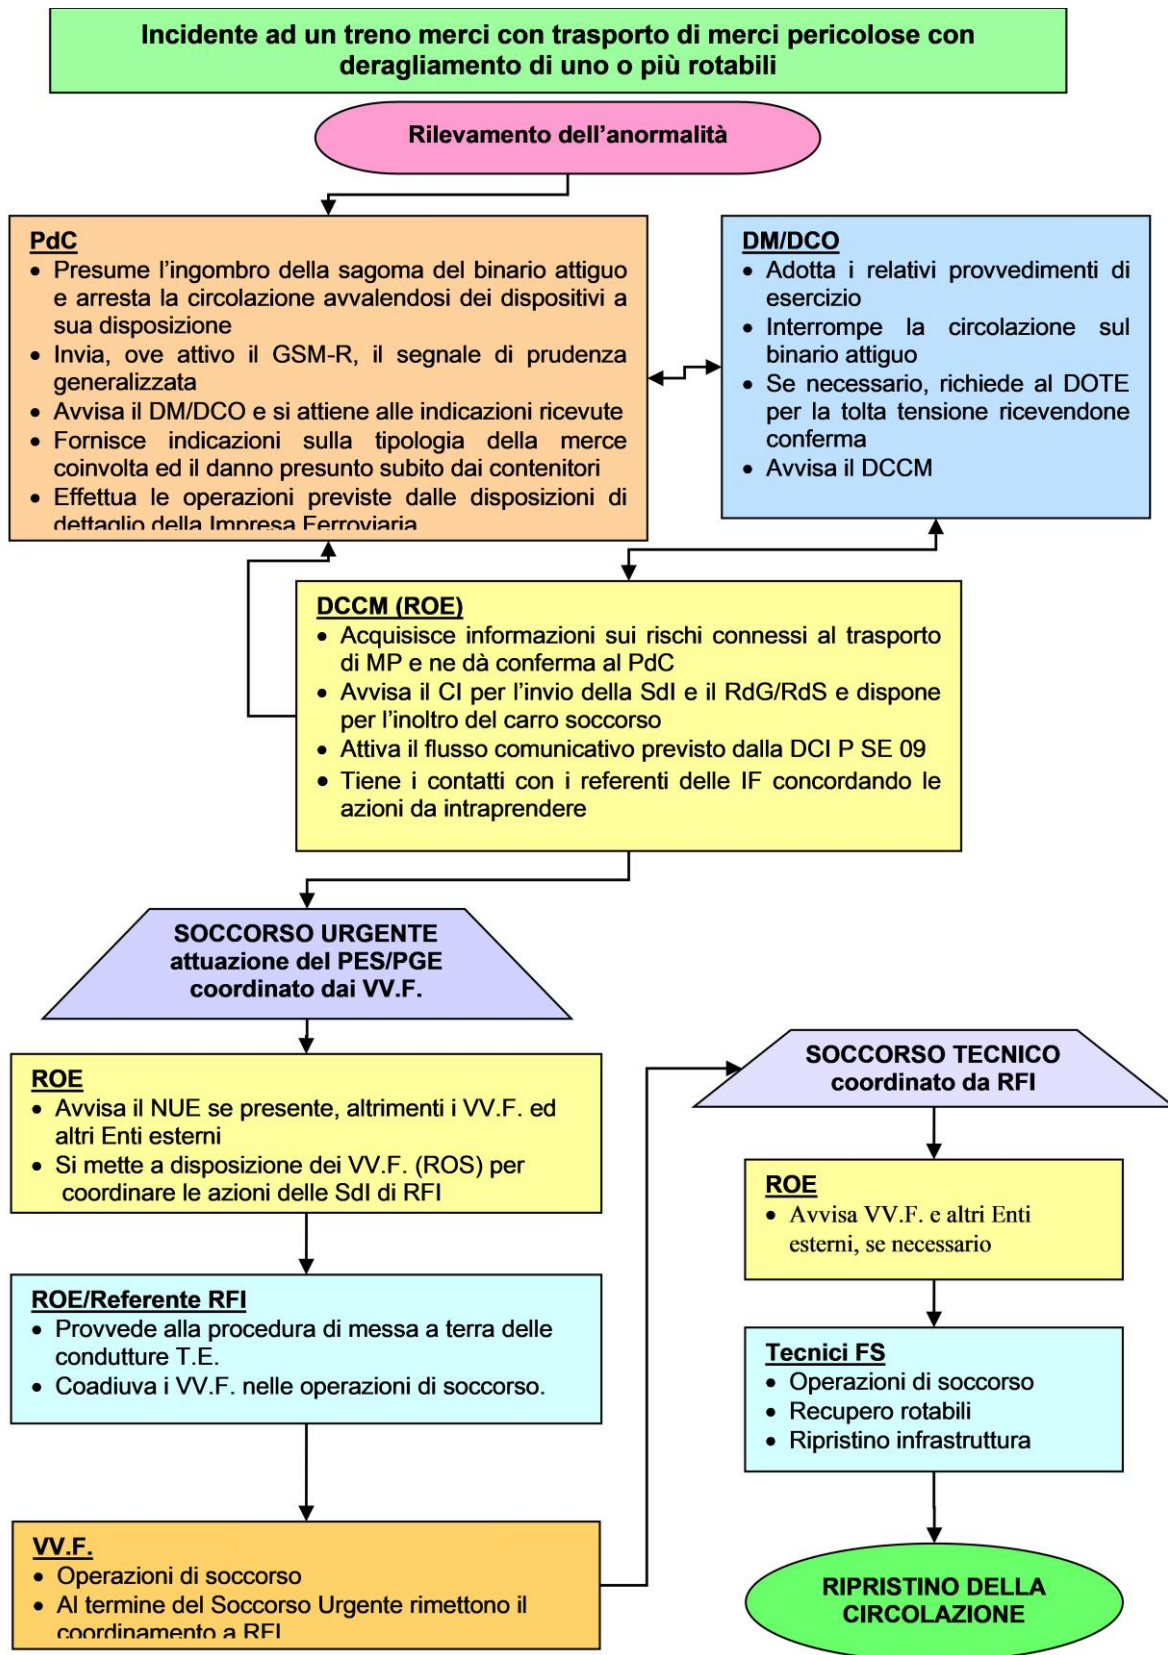 Incidente ad un treno merci con trasporto di merci pericolose con
deragliamento di uno o più rotabili
Rilevamento dell'anormalità
PdC
• Presume l'ingombro della sagoma del binario attiguo
e arresta la circolazione avvalendosi dei dispositivi a
sua disposizione
• Invia, ove attivo il GSM-R, il segnale di prudenza
generalizzata
• Avvisa il DM/DCO e si attiene alle indicazioni ricevute
• Fornisce indicazioni sulla tipologia della merce
coinvolta ed il danno presunto subito dai contenitori
• Effettua le operazioni previste dalle disposizioni di
dettaglio della Impresa Ferroviaria
DM/DCO
• Adotta i relativi provvedimenti di
esercizio
• Interrompe la circolazione sul
binario attiguo
• Se necessario, richiede al DOTE
per la tolta tensione ricevendone
conferma
• Avvisa il DCCM
DCCM (ROE)
• Acquisisce informazioni sui rischi connessi al trasporto
di MP e ne dà conferma al PdC
• Avvisa il CI per l'invio della SdI e il RdG/RdS e dispone
per l'inoltro del carro soccorso
• Attiva il flusso comunicativo previsto dalla DCI P SE 09
• Tiene i contatti con i referenti delle IF concordando le
azioni da intraprendere
SOCCORSO URGENTE
attuazione del PES/PGE
coordinato dai VV.F.
ROE
• Avvisa il NUE se presente, altrimenti i VV.F. ed
altri Enti esterni
• Si mette a disposizione dei VV.F. (ROS) per
coordinare le azioni delle SdI di RFI
ROE/Referente RFI
• Provvede alla procedura di messa a terra delle
condutture T.E.
• Coadiuva i VV.F. nelle operazioni di soccorso.
VV.F.
• Operazioni di soccorso
• Al termine del Soccorso Urgente rimettono il
coordinamento a RFI
SOCCORSO TECNICO
coordinato da RFI
ROE
• Avvisa VV.F. e altri Enti
esterni, se necessario
Tecnici FS
• Operazioni di soccorso
• Recupero rotabili
• Ripristino infrastruttura
RIPRISTINO DELLA
CIRCOLAZIONE